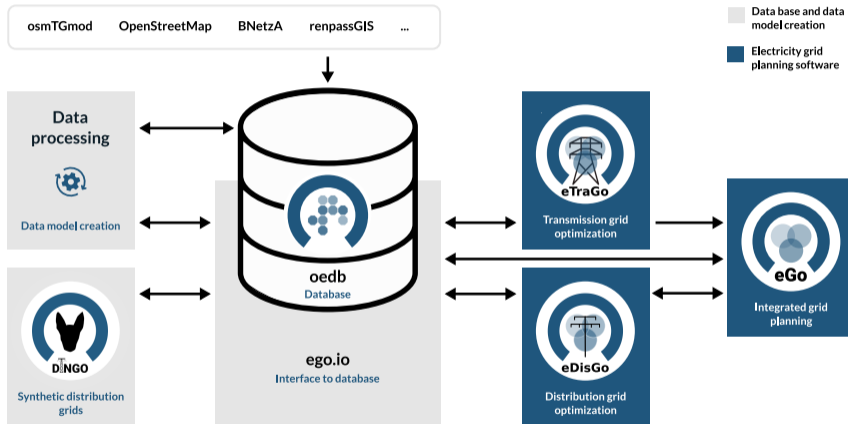 osmTGmod OpenStreetMap BNetzA renpassGIS ...
Data base and data
model creation
Electricity grid
planning software
Data
processing
Data model creation
DINGO
Synthetic distribution
grids
oedb
Database
ego.io
Interface to database
eTraGo
Transmission grid
optimization
eDisGo
Distribution grid
optimization
eGo
Integrated grid
planning